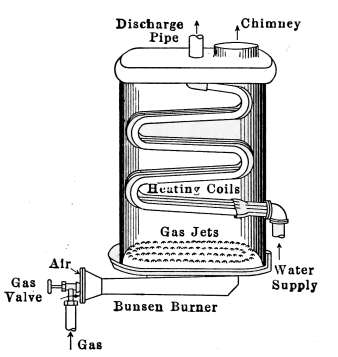 Discharge
Pipe
Chimney
Heating Coils
Gas Jets
Air
Gas
Valve
Water
Supply
Bunsen Burner
Gas